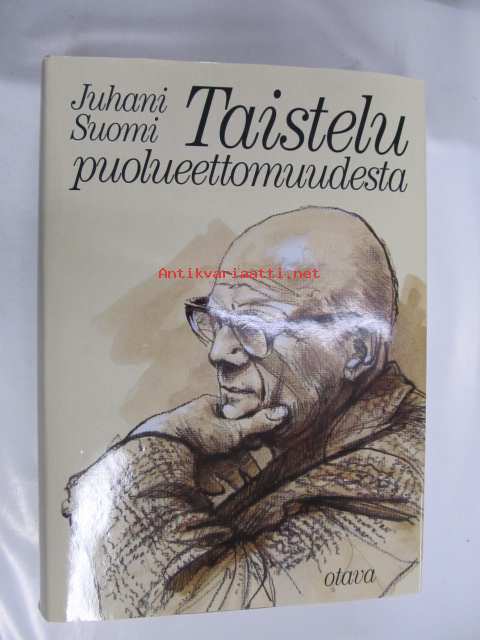 Juhani
Suomi
Taistelu
puolueettomuudesta
Antikvariaatti.net
otava